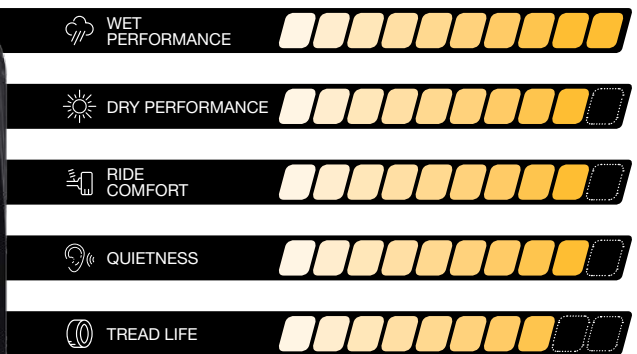 WET
PERFORMANCE
DRY PERFORMANCE
RIDE
COMFORT
QUIETNESS
TREAD LIFE